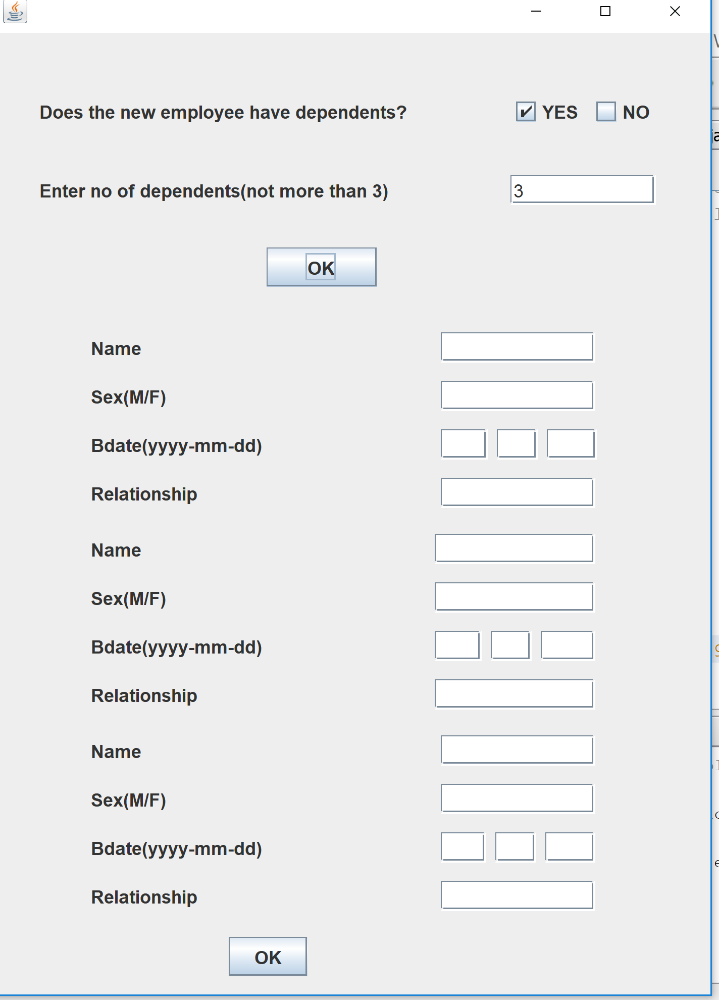 Does the new employee have dependents? YES NO
Enter no of dependents(not more than 3) 3
OK
Name
Sex(M/F)
Bdate(yyyy-mm-dd)
Relationship
Name
Sex(M/F)
Bdate(yyyy-mm-dd)
Relationship
Name
Sex(M/F)
Bdate(yyyy-mm-dd)
Relationship
OK